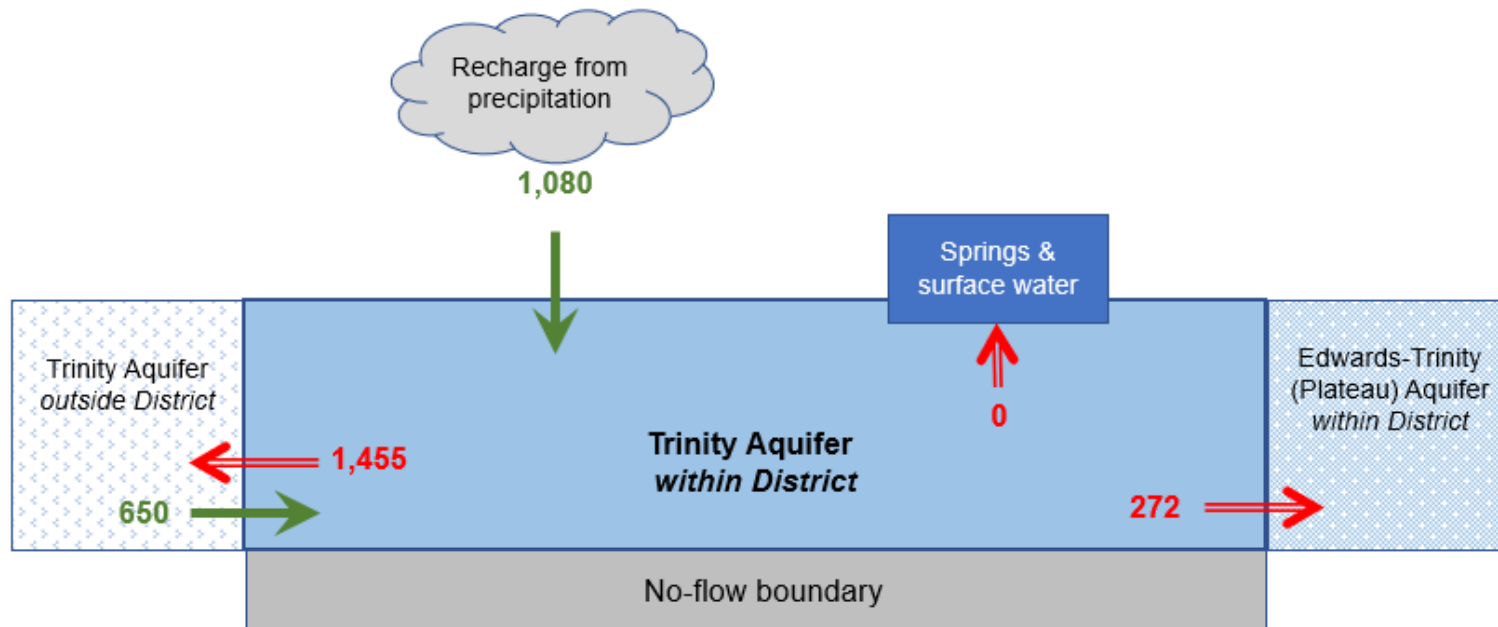 Recharge from
precipitation
1,080
Springs &
surface water
Trinity Aquifer
outside District
Edwards-Trinity
(Plateau) Aquifer
within District
0
Trinity Aquifer
within District
1,455
650
272
No-flow boundary